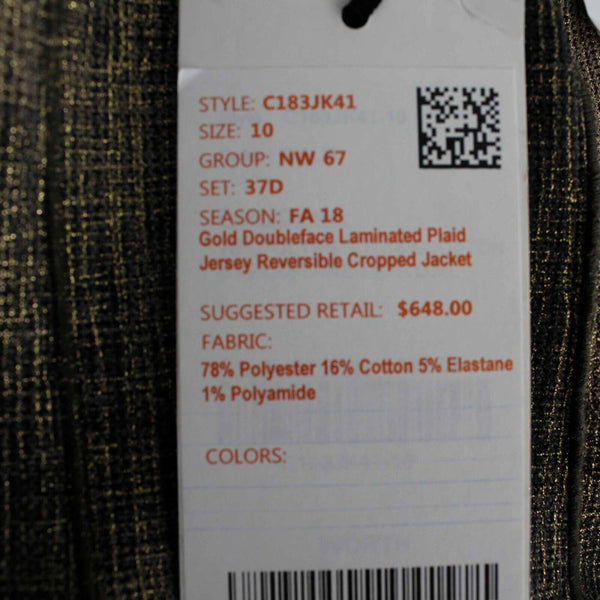 STYLE: C183JK41
SIZE: 10
GROUP: NW 67
SET: 37D
SEASON: FA 18
Gold Doubleface Laminated Plaid
Jersey Reversible Cropped Jacket
SUGGESTED RETAIL: $648.00
FABRIC:
78% Polyester 16% Cotton 5% Elastane
1% Polyamide
COLORS: